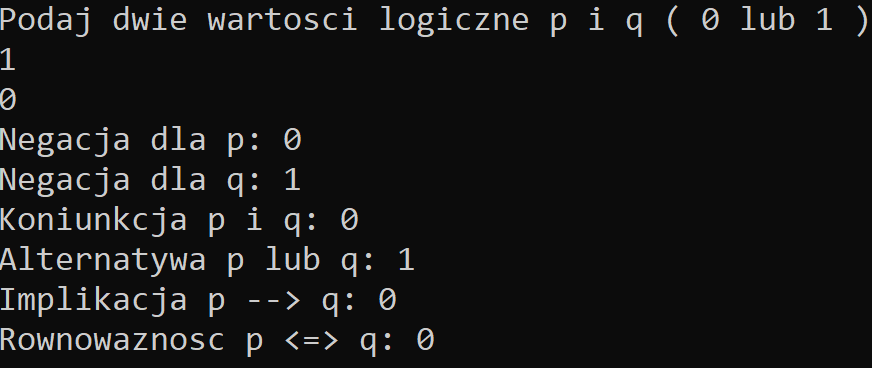 Podaj dwie wartosci logiczne p i q ( 0 lub 1 )
1
0
Negacja dla p: 0
Negacja dla q: 1
Koniunkcja p i q: 0
Alternatywa p lub q: 1
Implikacja p --> q: 0
Rownowaznosc p <=> q: 0